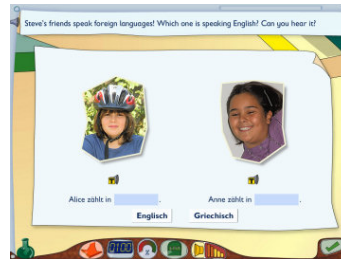 Steve's friends speak foreign languages! Which one is speaking English? Can you hear it?
Alice zählt in .
Anne zählt in .
Englisch
Griechisch
0100